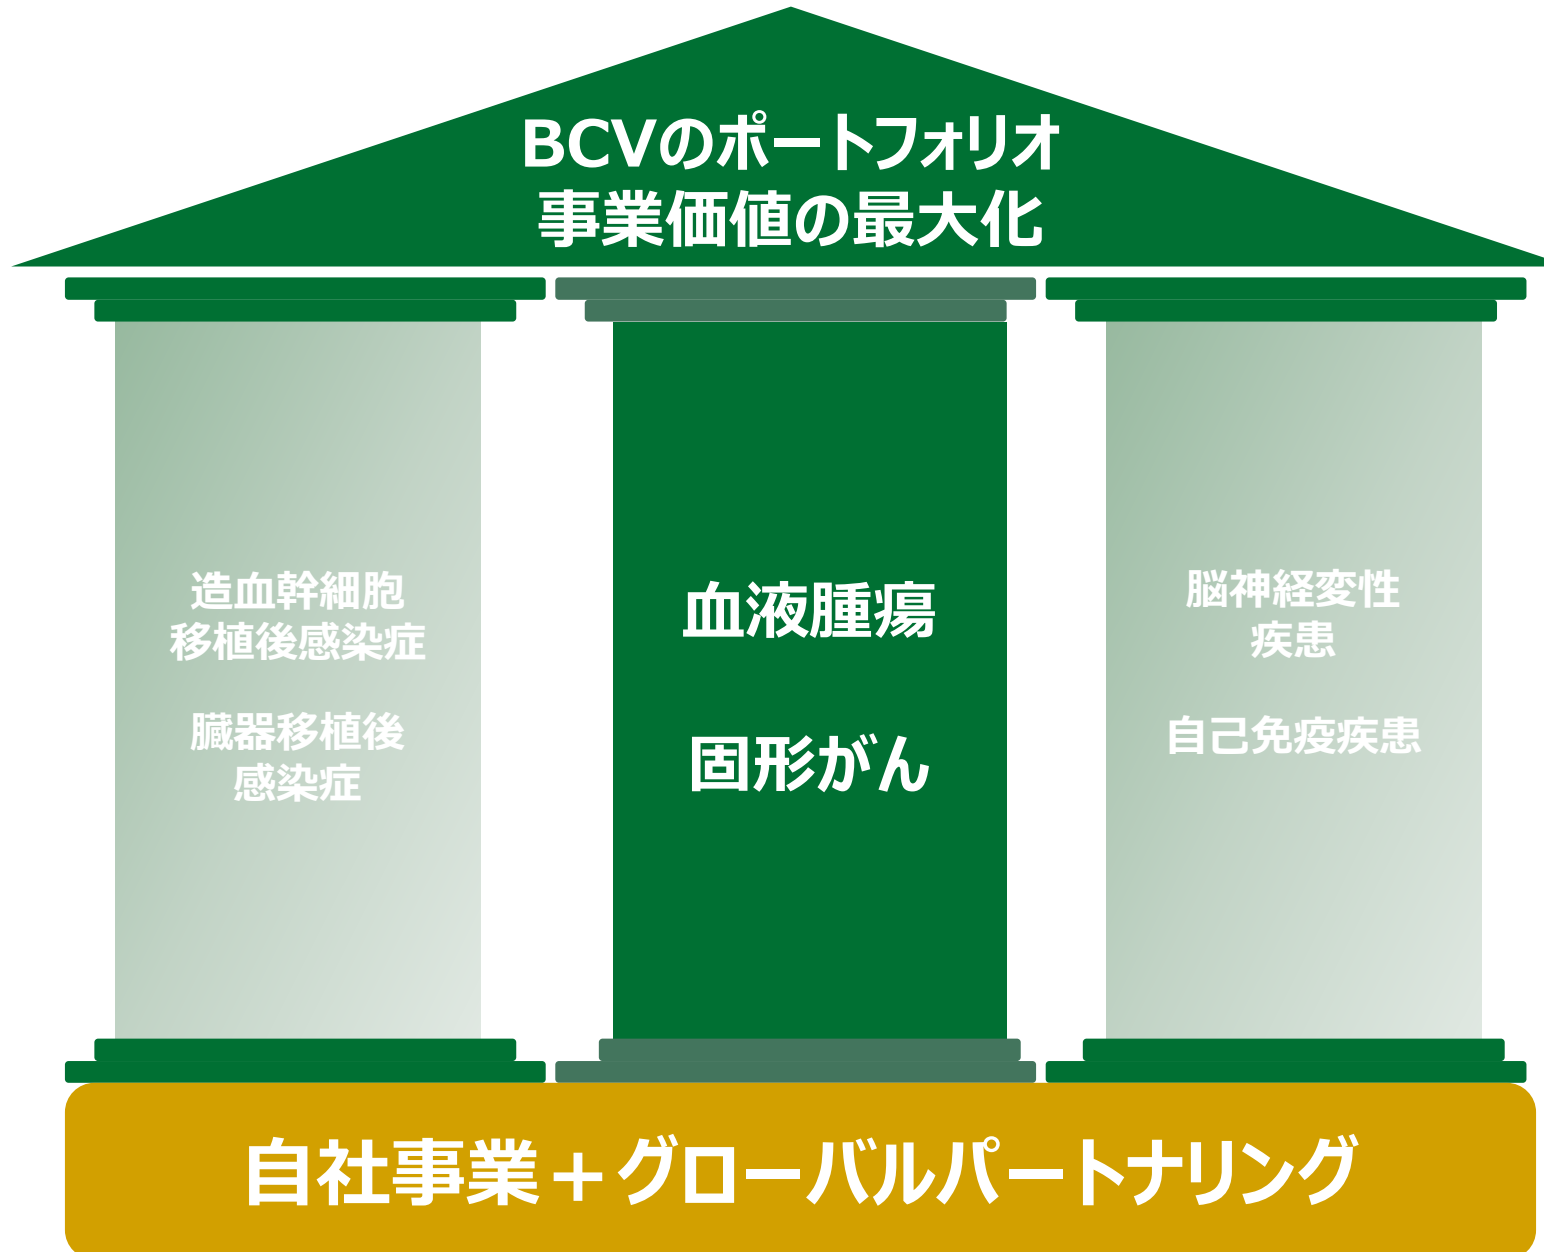 BCVのポートフォリオ
事業価値の最大化
造血幹細胞
移植後感染症
臓器移植後
感染症
血液腫瘍
固形がん
脳神経変性
疾患
自己免疫疾患
自社事業＋グローバルパートナリング